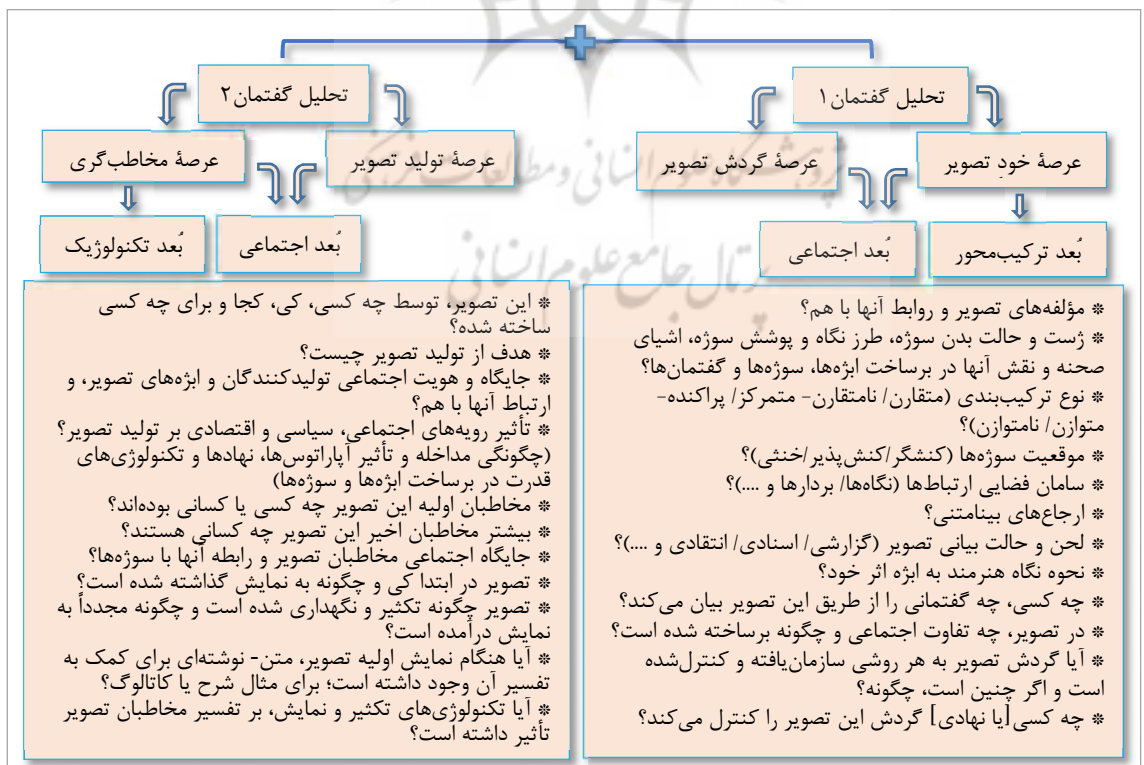 تحلیل گفتمان۱
عرصهٔ خود تصویر
عرصهٔ گردش تصویر
بُعد ترکیب‌محور
بُعد اجتماعی
* مؤلفه‌های تصویر و روابط آنها با هم؟
* ژست و حالت بدن سوژه، طرز نگاه و پوشش سوژه، اشیای
صحنه و نقش آنها در برساخت ابژه‌ها، سوژه‌ها و گفتمان‌ها؟
* نوع ترکیب‌بندی (متقارن/ نامتقارن- متمرکز/ پراکنده-
متوازن/ نامتوازن)؟
* موقعیت سوژه‌ها (کنشگر/کنش‌پذیر/خنثی)؟
* سامان فضایی ارتباط‌ها (نگاه‌ها/ بردارها و ....)؟
* ارجاع‌های بینامتنی؟
* لحن و حالت بیانی تصویر (گزارشی/ اسنادی/ انتقادی و ....)؟
* نحوه نگاه هنرمند به ابژه اثر خود؟
* چه کسی، چه گفتمانی را از طریق این تصویر بیان می‌کند؟
* در تصویر، چه تفاوت اجتماعی و چگونه برساخته شده است؟
* آیا گردش تصویر به هر روشی سازمان‌یافته و کنترل‌شده
است و اگر چنین است، چگونه؟
* چه کسی[یا نهادی] گردش این تصویر را کنترل می‌کند؟
تحلیل گفتمان۲
عرصهٔ تولید تصویر
عرصهٔ مخاطب‌گری
بُعد اجتماعی
بُعد تکنولوژیک
* این تصویر، توسط چه کسی، کی، کجا و برای چه کسی
ساخته شده؟
* هدف از تولید تصویر چیست؟
* جایگاه و هویت اجتماعی تولیدکنندگان و ابژه‌های تصویر، و
ارتباط آنها با هم؟
* تأثیر رویه‌های اجتماعی، سیاسی و اقتصادی بر تولید تصویر؟
(چگونگی مداخله و تأثیر آپاراتوس‌ها، نهادها و تکنولوژی‌های
قدرت در برساخت ابژه‌ها و سوژه‌ها)
* مخاطبان اولیه این تصویر چه کسی یا کسانی بوده‌اند؟
* بیشتر مخاطبان اخیر این تصویر چه کسانی هستند؟
* جایگاه اجتماعی مخاطبان تصویر و رابطه آنها با سوژه‌ها؟
* تصویر در ابتدا کی و چگونه به نمایش گذاشته شده است؟
* تصویر چگونه تکثیر و نگهداری شده است و چگونه مجدداً به
نمایش درآمده است؟
* آیا هنگام نمایش اولیه تصویر، متن- نوشته‌ای برای کمک به
تفسیر آن وجود داشته است؛ برای مثال شرح یا کاتالوگ؟
* آیا تکنولوژی‌های تکثیر و نمایش، بر تفسیر مخاطبان تصویر
تأثیر داشته است؟
پژوهشگاه علوم انسانی و مطالعات فرهنگی
پرتال جامع علوم انسانی